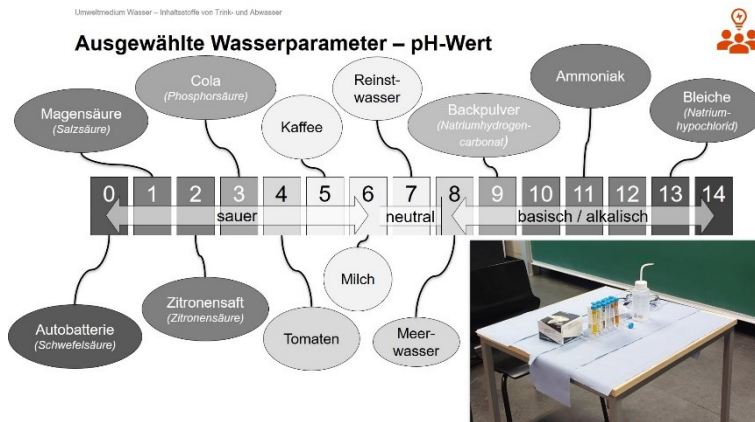 Umweltmedium Wasser – Inhaltsstoffe von Trink- und Abwasser
Ausgewählte Wasserparameter – pH-Wert
Magensäure
(Salzsäure)
Cola
(Phosphorsäure)
Kaffee
Reinst-
wasser
Backpulver
(Natriumhydrogen-
carbonat)
Ammoniak
Bleiche
(Natrium-
hypochlorid)
0 1 2 3 4 5 6 7 8 9 10 11 12 13 14
sauer neutral basisch / alkalisch
Autobatterie
(Schwefelsäure)
Zitronensaft
(Zitronensäure)
Tomaten
Milch
Meer-
wasser